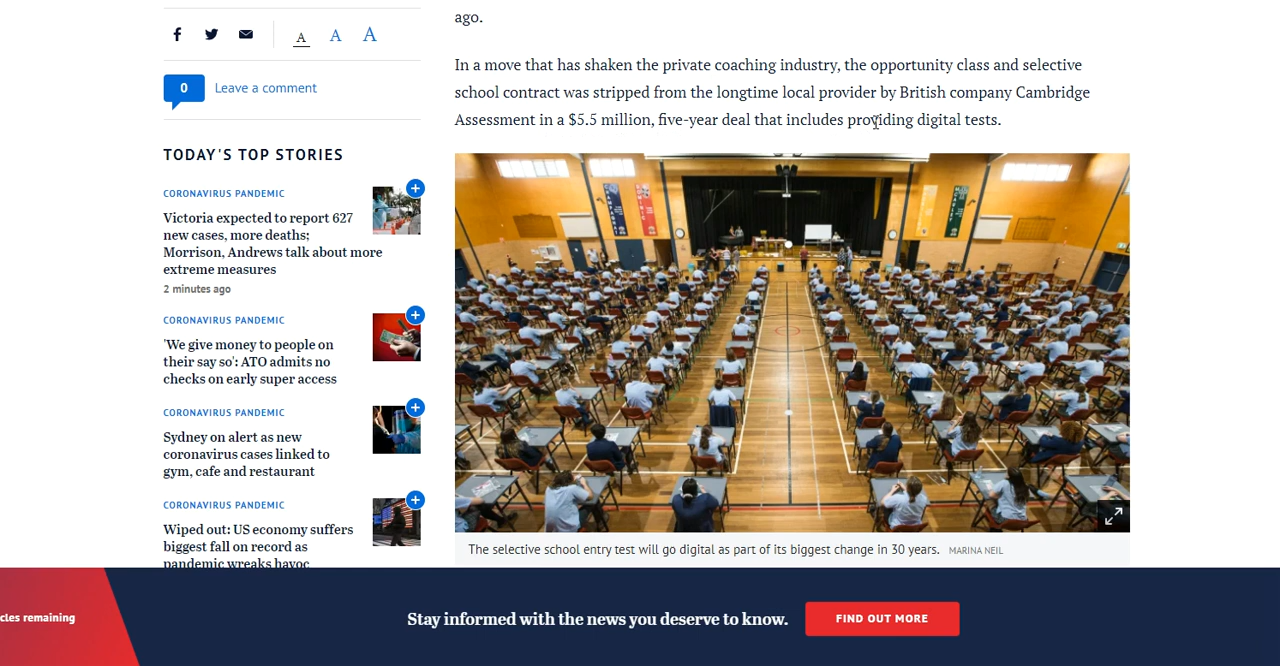 A A A
0 Leave a comment
TODAY'S TOP STORIES
CORONAVIRUS PANDEMIC
Victoria expected to report 627
new cases, more deaths;
Morrison, Andrews talk about more
extreme measures
2 minutes ago
CORONAVIRUS PANDEMIC
'We give money to people on
their say so': ATO admits no
checks on early super access
CORONAVIRUS PANDEMIC
Sydney on alert as new
coronavirus cases linked to
gym, cafe and restaurant
CORONAVIRUS PANDEMIC
Wiped out: US economy suffers
biggest fall on record as
pandemic wreaks havoc
ago.
In a move that has shaken the private coaching industry, the opportunity class and selective
school contract was stripped from the longtime local provider by British company Cambridge
Assessment in a $5.5 million, five-year deal that includes providing digital tests.
The selective school entry test will go digital as part of its biggest change in 30 years. MARINA NEIL
cles remaining
Stay informed with the news you deserve to know.
FIND OUT MORE